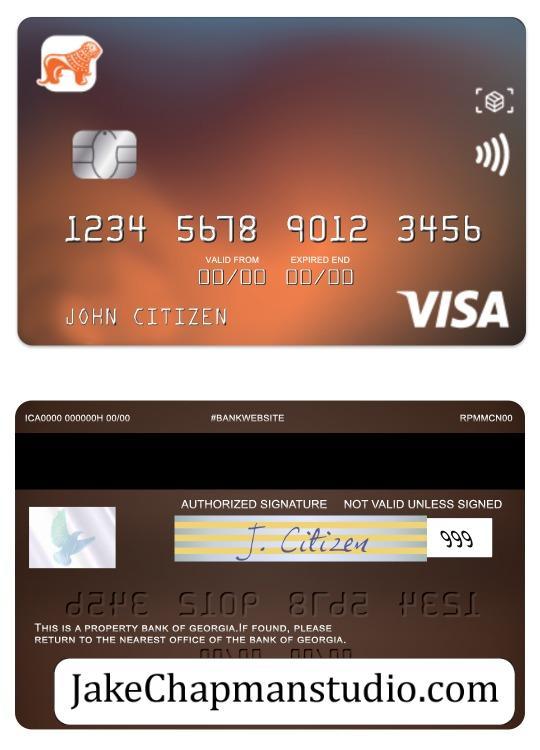 1234 5678 9012 3456
VALID FROM EXPIRED END
00/00 00/00
JOHN CITIZEN
VISA
ICA0000 000000H 00/00 #BANKWEBSITE RPMMCN00
AUTHORIZED SIGNATURE NOT VALID UNLESS SIGNED
J. Citizen 999
THIS IS A PROPERTY BANK OF GEORGIA.IF FOUND, PLEASE
RETURN TO THE NEAREST OFFICE OF THE BANK OF GEORGIA.
JakeChapmanstudio.com